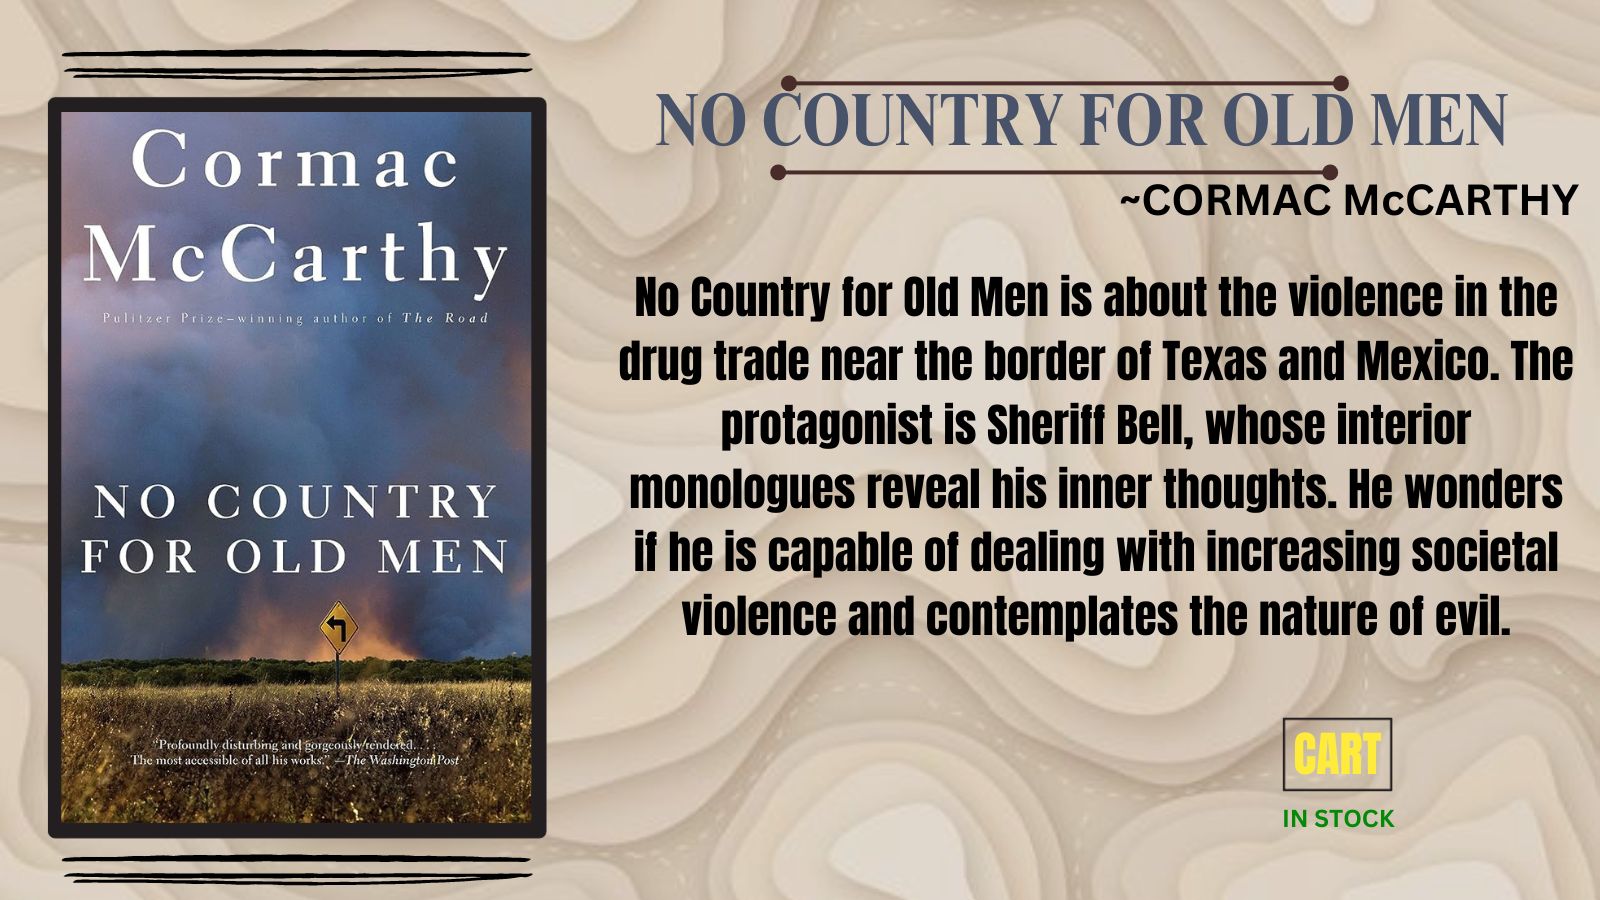 Cormac
McCarthy
Pulitzer Prize–winning author of The Road
NO COUNTRY
FOR OLD MEN
"Profoundly disturbing and gorgeously rendered. . . .
The most accessible of all his works." —The Washington Post
NO COUNTRY FOR OLD MEN
~CORMAC McCARTHY
No Country for Old Men is about the violence in the
drug trade near the border of Texas and Mexico. The
protagonist is Sheriff Bell, whose interior
monologues reveal his inner thoughts. He wonders
if he is capable of dealing with increasing societal
violence and contemplates the nature of evil.
CART
IN STOCK